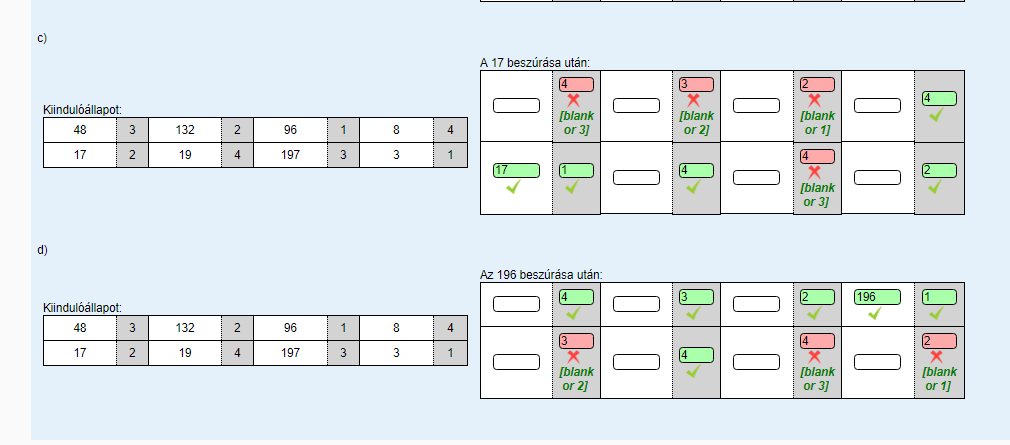 c)
A 17 beszúrása után:
4 3 2 4
[blank or 3] [blank or 2] [blank or 1]
Kiindulóállapot:
48 3 132 2 96 1 8 4
17 2 19 4 197 3 3 1
17 1 4 4 2
[blank or 3]
d)
Az 196 beszúrása után:
4 3 2 196 1
Kiindulóállapot:
48 3 132 2 96 1 8 4
17 2 19 4 197 3 3 1
3 4 4 2
[blank or 2] [blank or 3] [blank or 1]